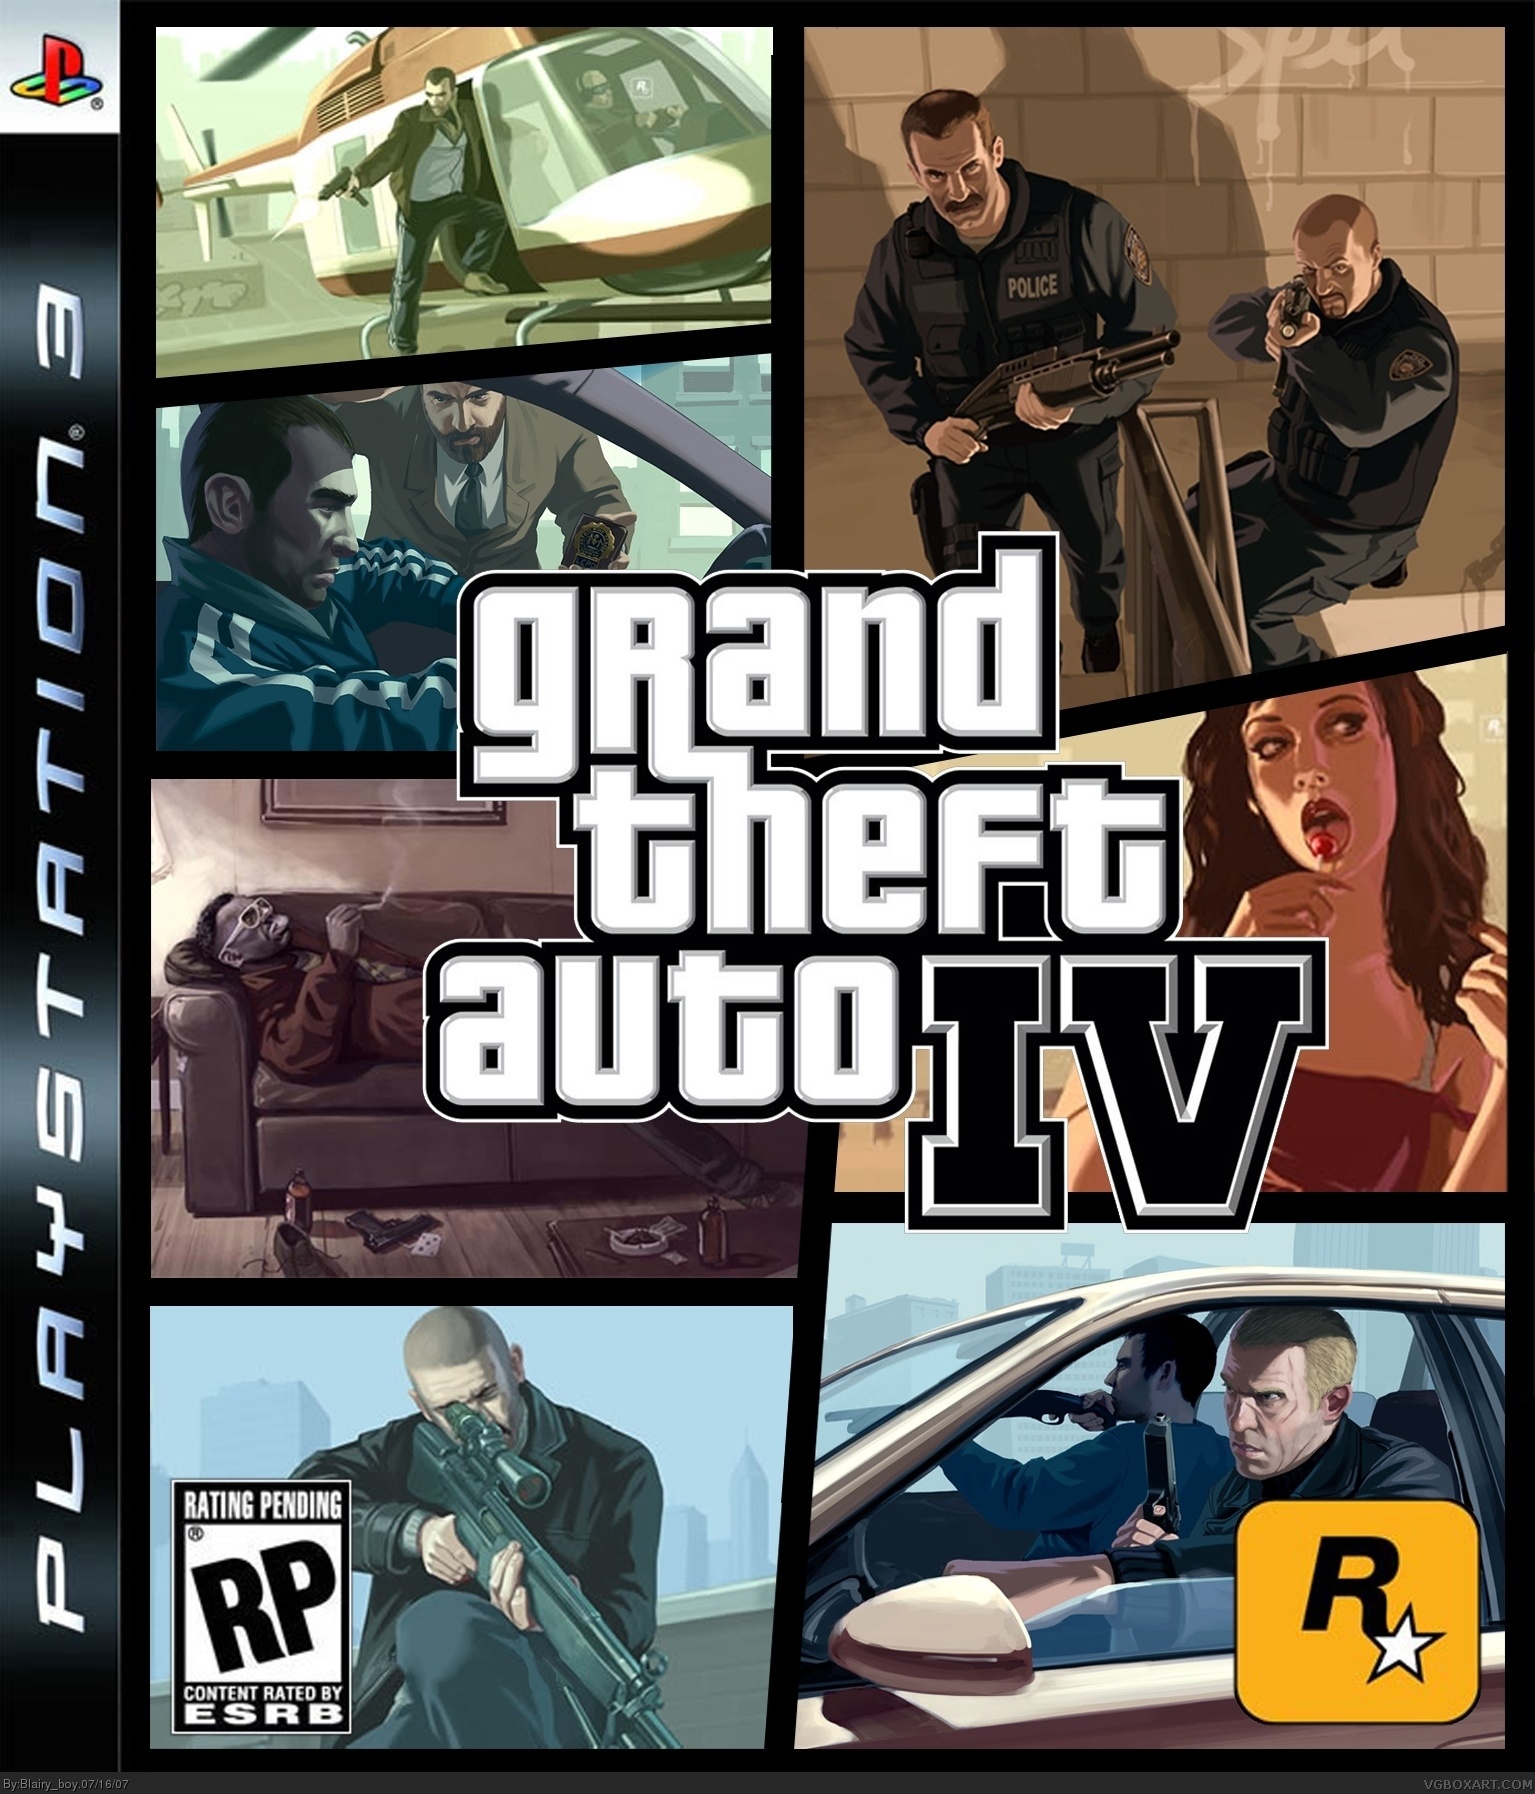 PLAYSTATION® 3
POLICE
grand
theft
auto IV
RATING PENDING
®
RP
CONTENT RATED BY
ESRB
R
By:Blairy_boy.07/16/07
VGBOXART.COM